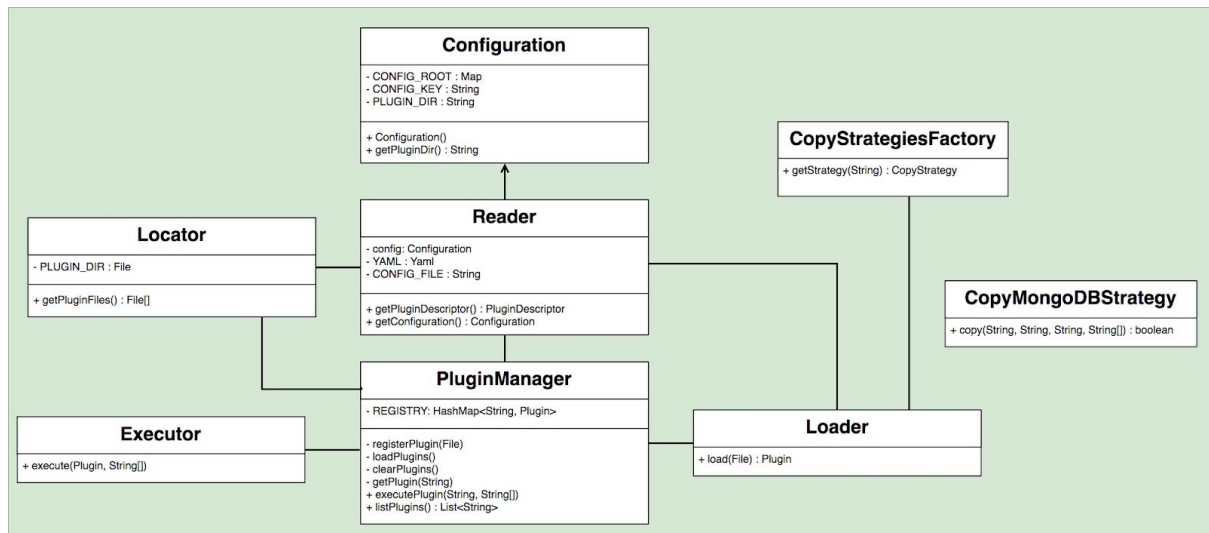 Configuration
- CONFIG_ROOT : Map
- CONFIG_KEY : String
- PLUGIN_DIR : String
+ Configuration()
+ getPluginDir() : String
CopyStrategiesFactory
+ getStrategy(String) : CopyStrategy
Reader
- config: Configuration
- YAML : Yaml
- CONFIG_FILE : String
+ getPluginDescriptor() : PluginDescriptor
+ getConfiguration() : Configuration
Locator
- PLUGIN_DIR : File
+ getPluginFiles() : File[]
CopyMongoDBStrategy
+ copy(String, String, String, String[]) : boolean
PluginManager
- REGISTRY: HashMap<String, Plugin>
- registerPlugin(File)
- loadPlugins()
- clearPlugins()
- getPlugin(String)
+ executePlugin(String, String[])
+ listPlugins() : List<String>
Executor
+ execute(Plugin, String[])
Loader
+ load(File) : Plugin